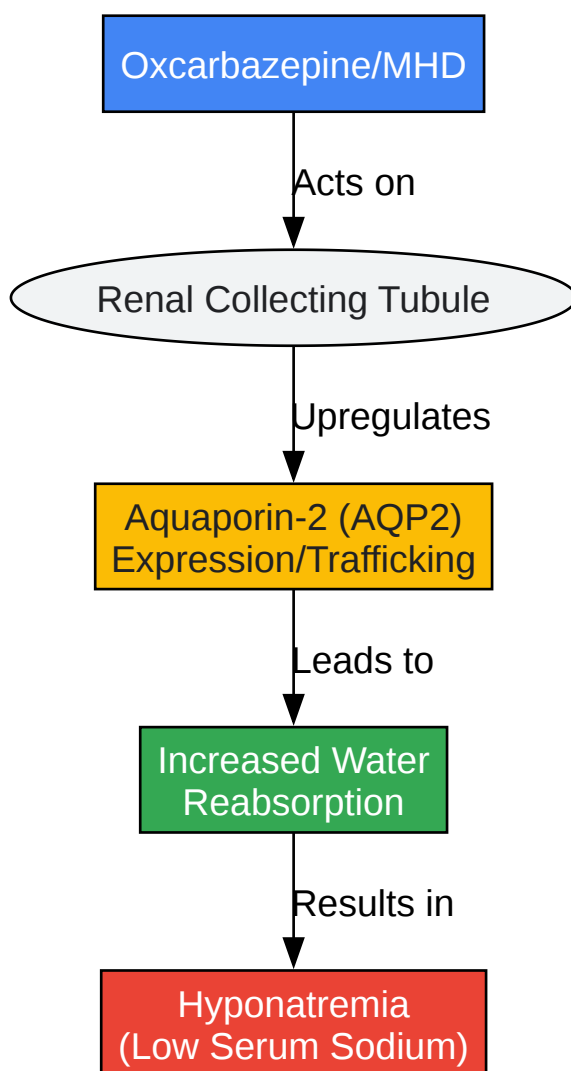 Oxcarbazepine/MHD
Acts on
Renal Collecting Tubule
Upregulates
Aquaporin-2 (AQP2)
Expression/Trafficking
Leads to
Increased Water
Reabsorption
Results in
Hyponatremia
(Low Serum Sodium)